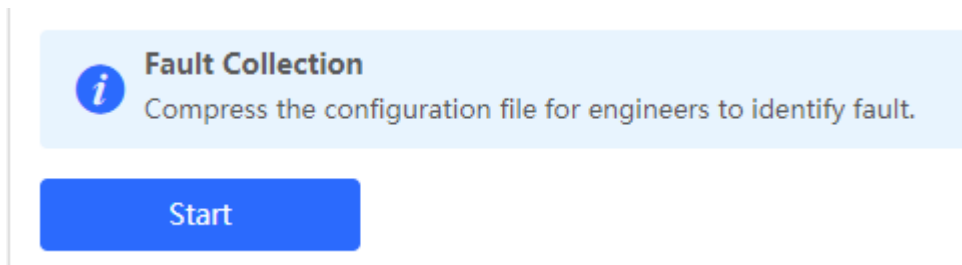 Fault Collection
Compress the configuration file for engineers to identify fault.
Start